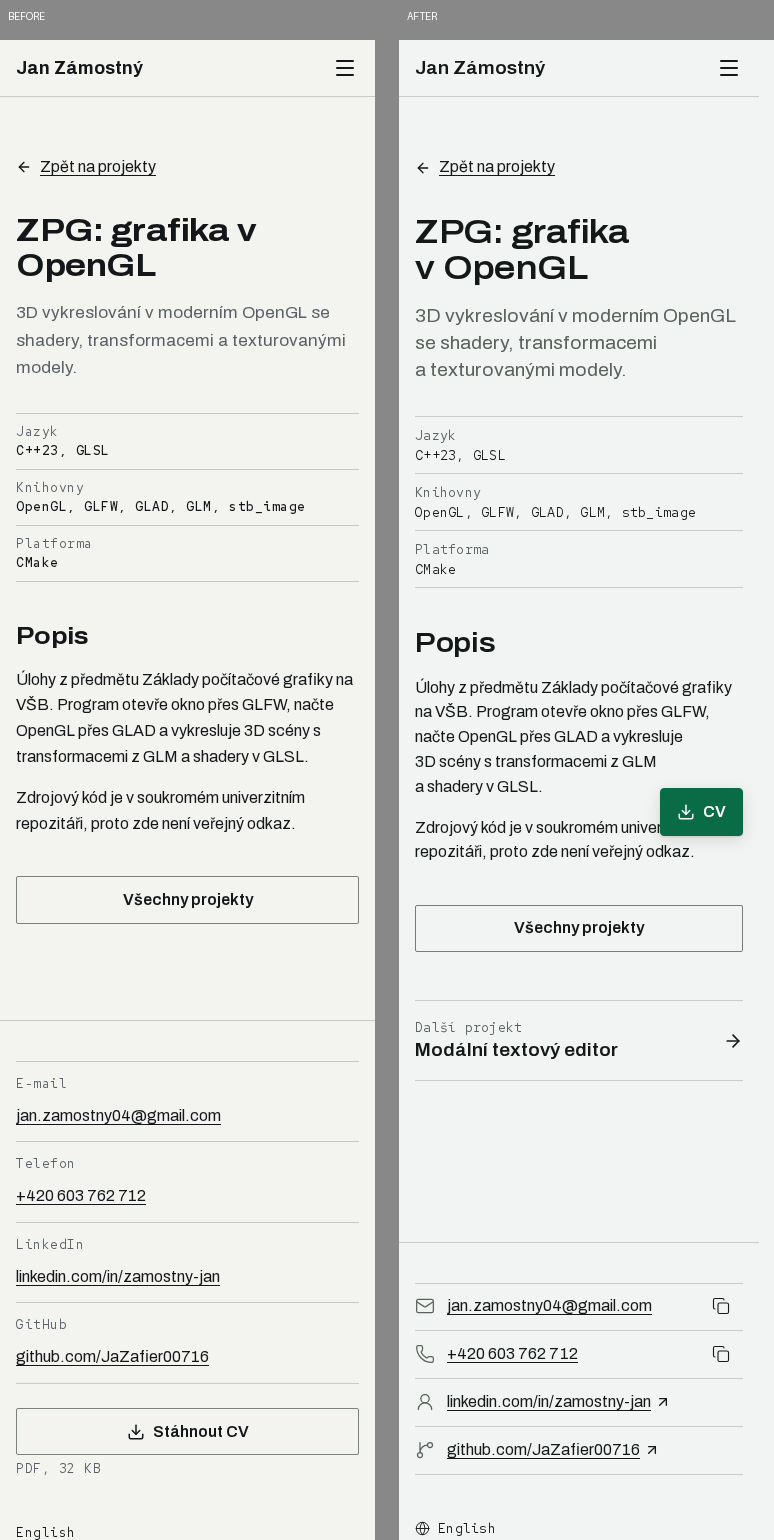 BEFORE
Jan Zámostný
Zpět na projekty
ZPG: grafika v
OpenGL
3D vykreslování v moderním OpenGL se
shadery, transformacemi a texturovanými
modely.
Jazyk
C++23, GLSL
Knihovny
OpenGL, GLFW, GLAD, GLM, stb_image
Platforma
CMake
Popis
Úlohy z předmětu Základy počítačové grafiky na
VŠB. Program otevře okno přes GLFW, načte
OpenGL přes GLAD a vykresluje 3D scény s
transformacemi z GLM a shadery v GLSL.
Zdrojový kód je v soukromém univerzitním
repozitáři, proto zde není veřejný odkaz.
Všechny projekty
E-mail
jan.zamostny04@gmail.com
Telefon
+420 603 762 712
LinkedIn
linkedin.com/in/zamostny-jan
GitHub
github.com/JaZafier00716
Stáhnout CV
PDF, 32 KB
English
AFTER
Jan Zámostný
Zpět na projekty
ZPG: grafika
v OpenGL
3D vykreslování v moderním OpenGL
se shadery, transformacemi
a texturovanými modely.
Jazyk
C++23, GLSL
Knihovny
OpenGL, GLFW, GLAD, GLM, stb_image
Platforma
CMake
Popis
Úlohy z předmětu Základy počítačové grafiky
na VŠB. Program otevře okno přes GLFW,
načte OpenGL přes GLAD a vykresluje
3D scény s transformacemi z GLM
a shadery v GLSL.
CV
Zdrojový kód je v soukromém
repozitáři, proto zde není veřejný odkaz.
Všechny projekty
Další projekt
Modální textový editor
jan.zamostny04@gmail.com
+420 603 762 712
linkedin.com/in/zamostny-jan
github.com/JaZafier00716
English